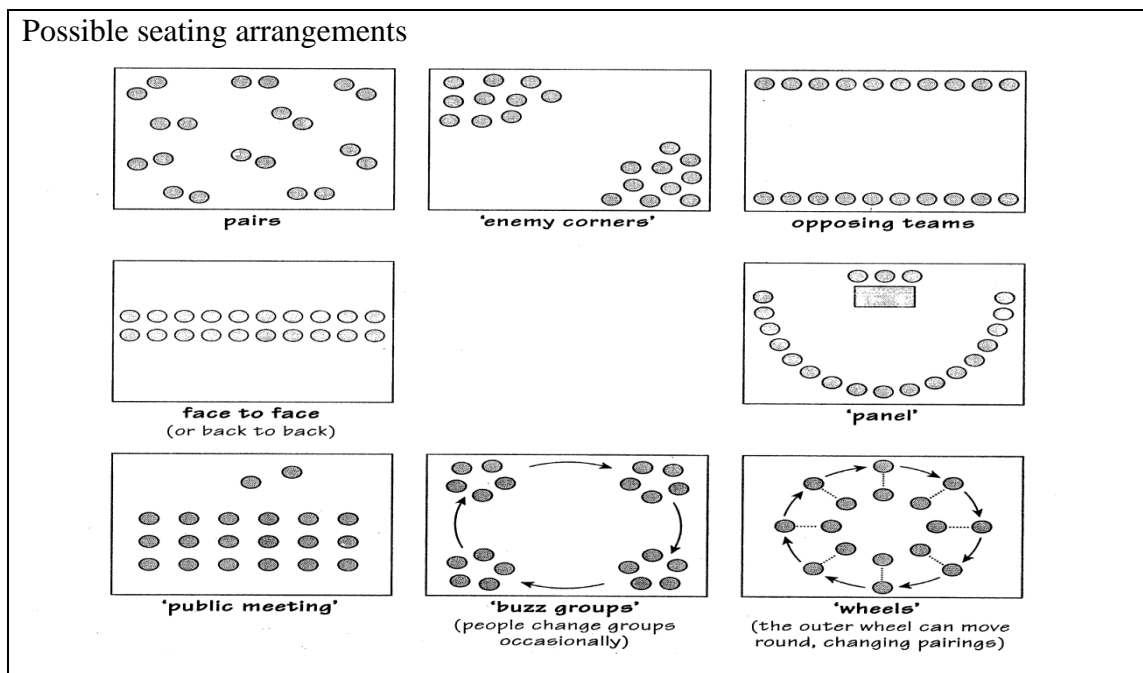 Possible seating arrangements
pairs
'enemy corners'
opposing teams
face to face
(or back to back)
'panel'
'public meeting'
'buzz groups'
(people change groups
occasionally)
'wheels'
(the outer wheel can move
round, changing pairings)